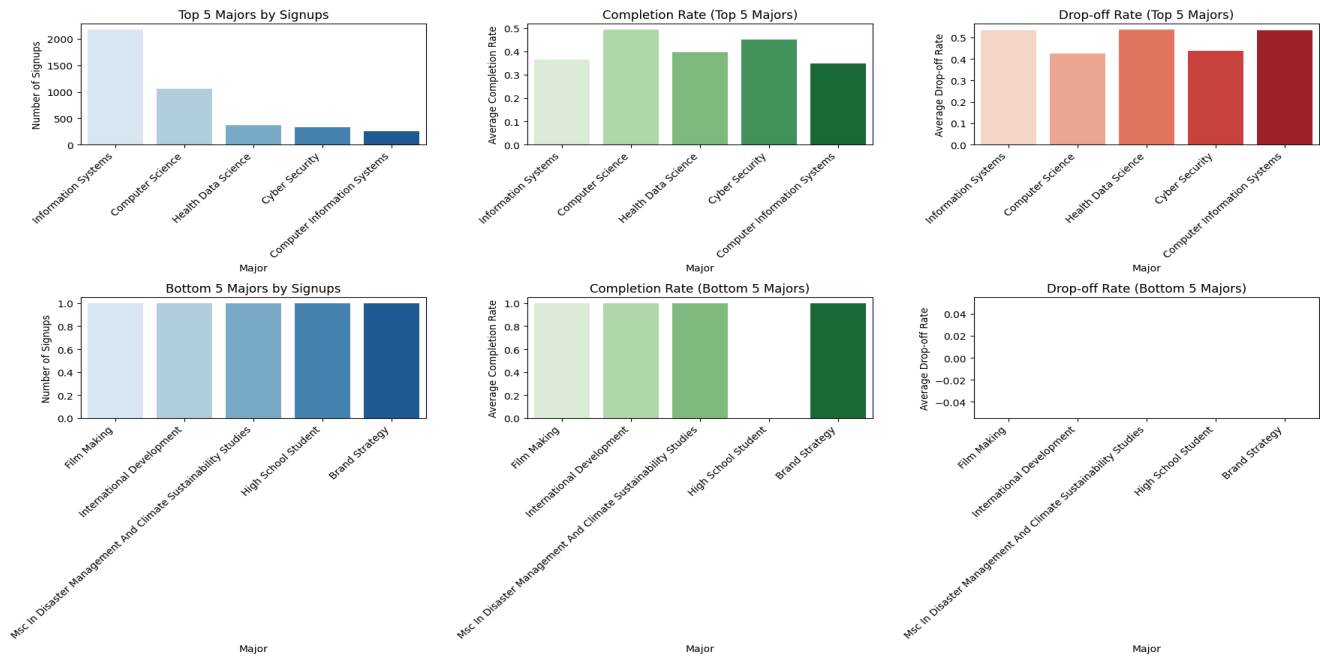 Top 5 Majors by Signups
Number of Signups
2000
1500
1000
500
0
Information Systems
Computer Science
Health Data Science
Cyber Security
Computer Information Systems
Major
Completion Rate (Top 5 Majors)
Average Completion Rate
0.5
0.4
0.3
0.2
0.1
0.0
Information Systems
Computer Science
Health Data Science
Cyber Security
Computer Information Systems
Major
Drop-off Rate (Top 5 Majors)
Average Drop-off Rate
0.5
0.4
0.3
0.2
0.1
0.0
Information Systems
Computer Science
Health Data Science
Cyber Security
Computer Information Systems
Major
Bottom 5 Majors by Signups
Number of Signups
1.0
0.8
0.6
0.4
0.2
0.0
Film Making
International Development
Msc In Disaster Management And Climate Sustainability Studies
High School Student
Brand Strategy
Major
Completion Rate (Bottom 5 Majors)
Average Completion Rate
1.0
0.8
0.6
0.4
0.2
0.0
Film Making
International Development
Msc In Disaster Management And Climate Sustainability Studies
High School Student
Brand Strategy
Major
Drop-off Rate (Bottom 5 Majors)
Average Drop-off Rate
0.04
0.02
0.00
−0.02
−0.04
Film Making
International Development
Msc In Disaster Management And Climate Sustainability Studies
High School Student
Brand Strategy
Major